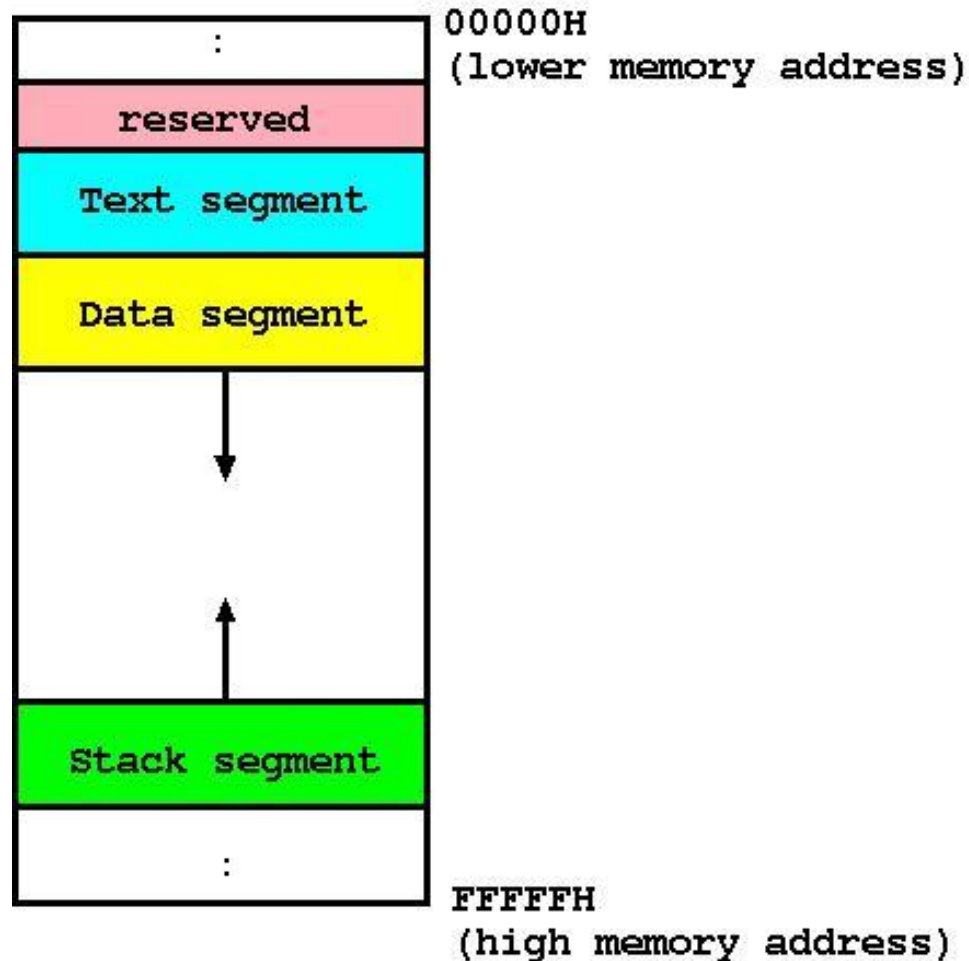 00000H
(lower memory address)
:
reserved
Text segment
Data segment
Stack segment
:
FFFFFH
(high memory address)